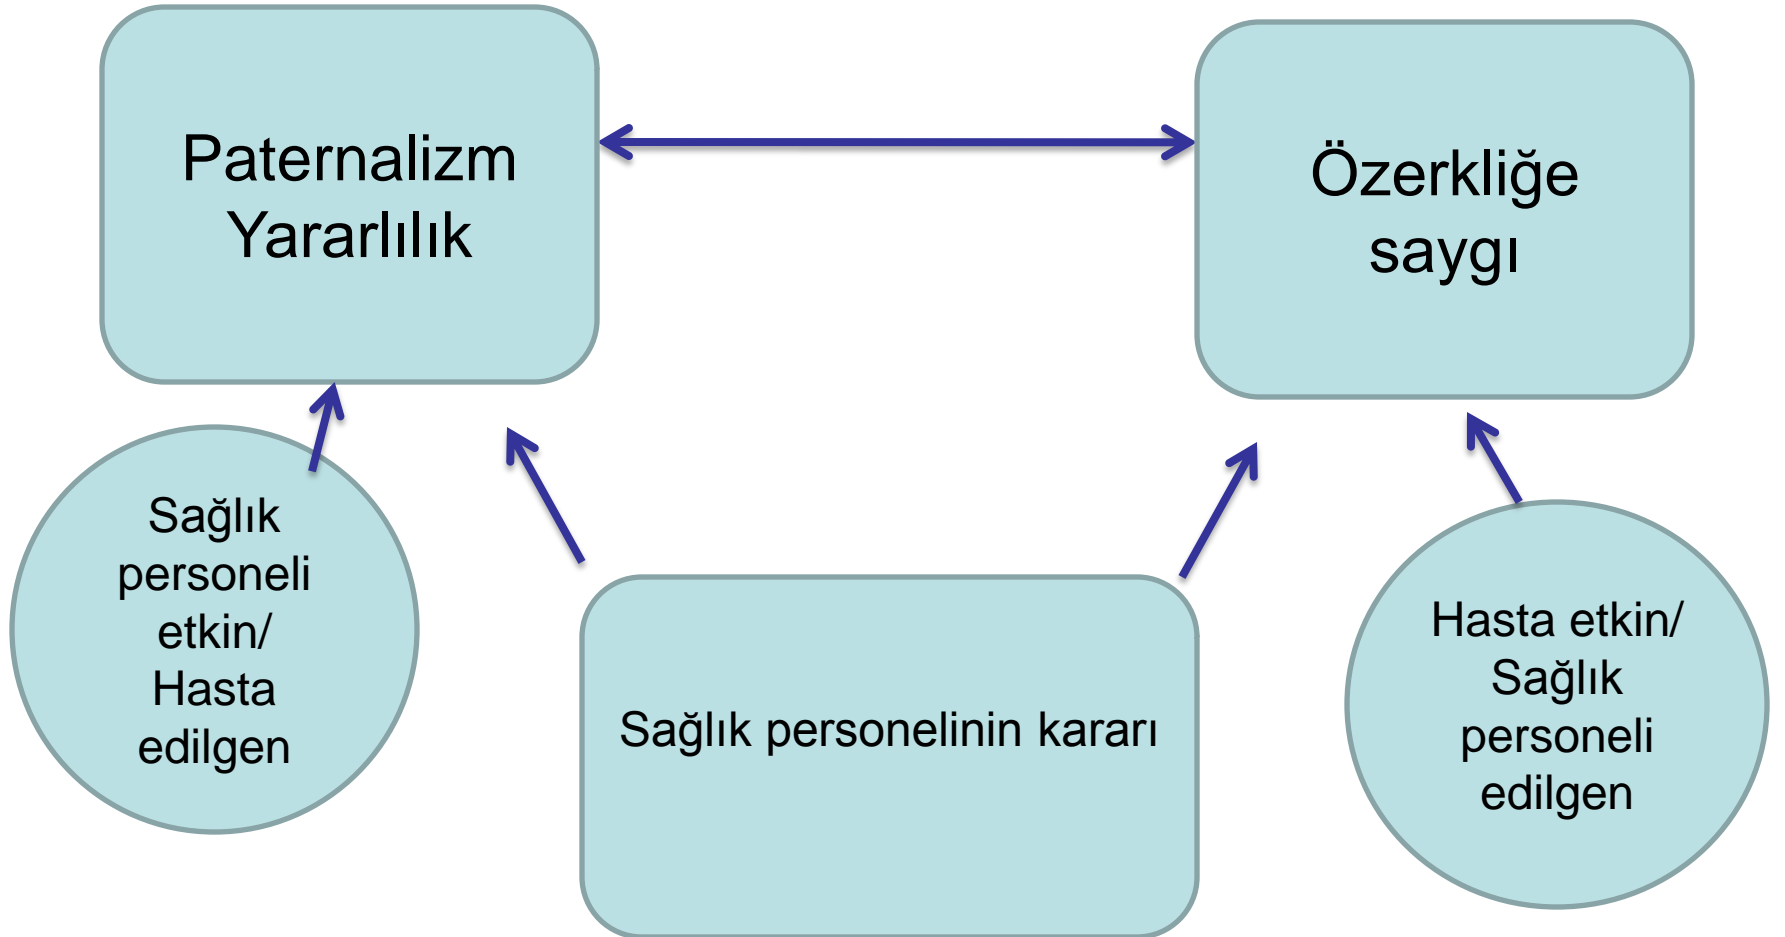 Paternalizm
Yararlılık
Özerkliğe
saygı
Sağlık
personeli
etkin/
Hasta
edilgen
Sağlık personelinin kararı
Hasta etkin/
Sağlık
personeli
edilgen